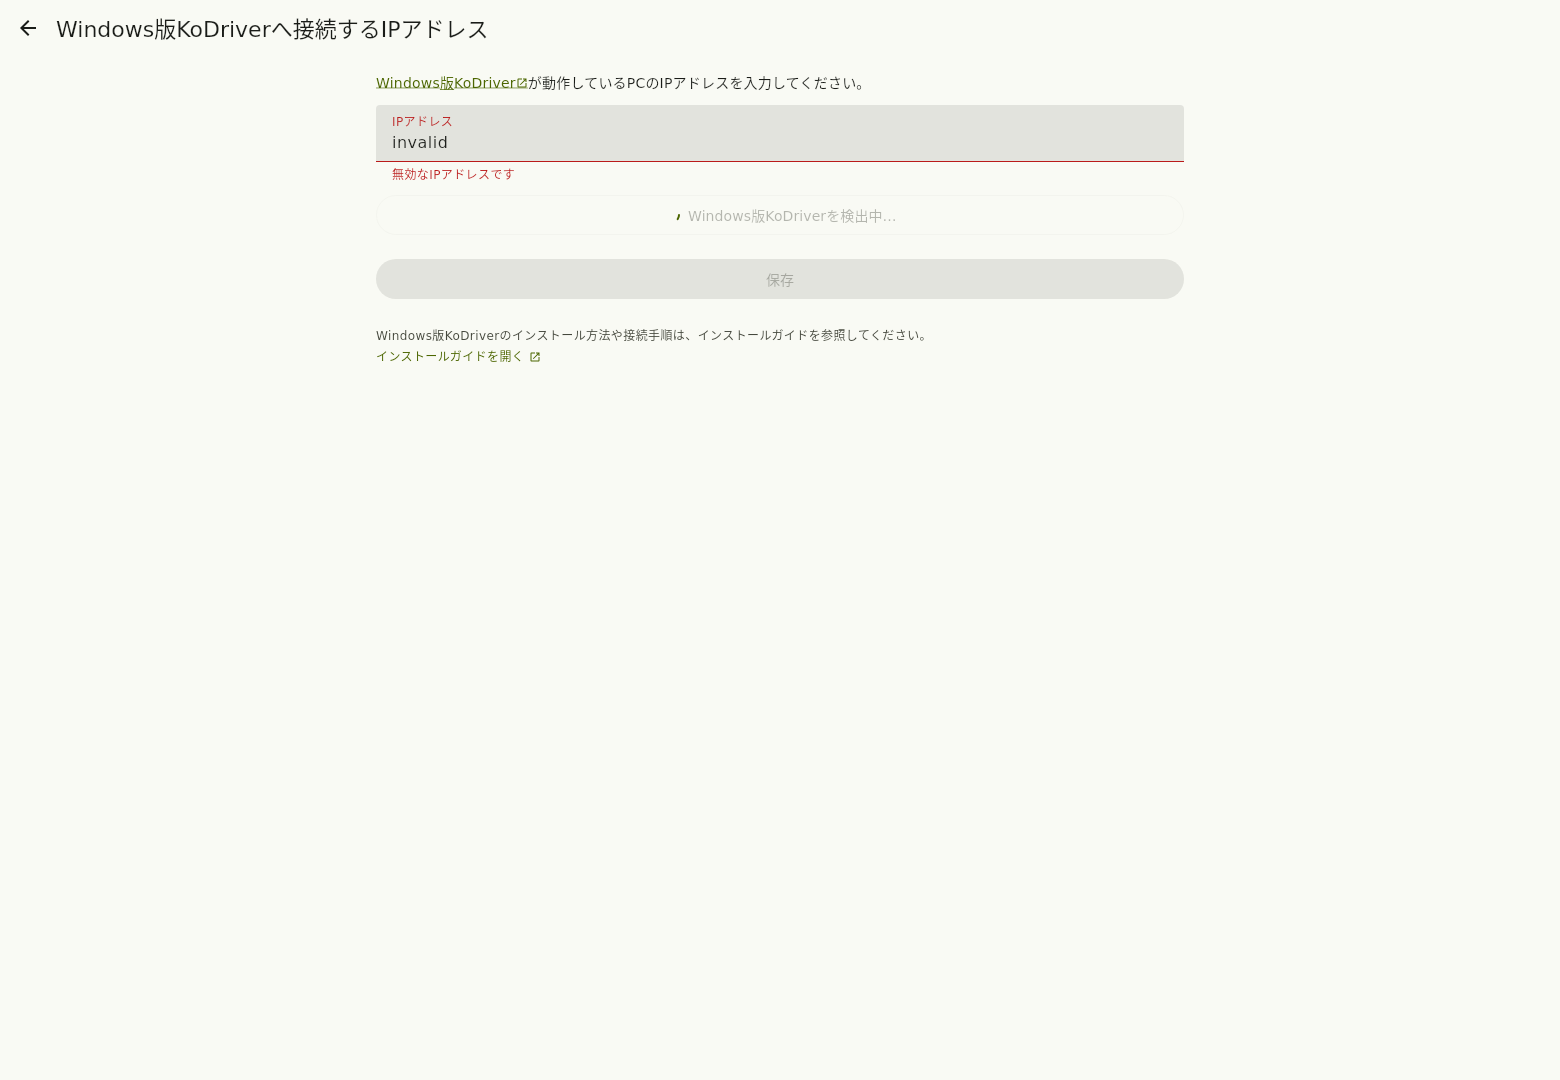 Windows版KoDriverへ接続するIPアドレス
Windows版KoDriverが動作しているPCのIPアドレスを入力してください。
IPアドレス
invalid
無効なIPアドレスです
Windows版KoDriverを検出中...
保存
Windows版KoDriverのインストール方法や接続手順は、インストールガイドを参照してください。
インストールガイドを開く